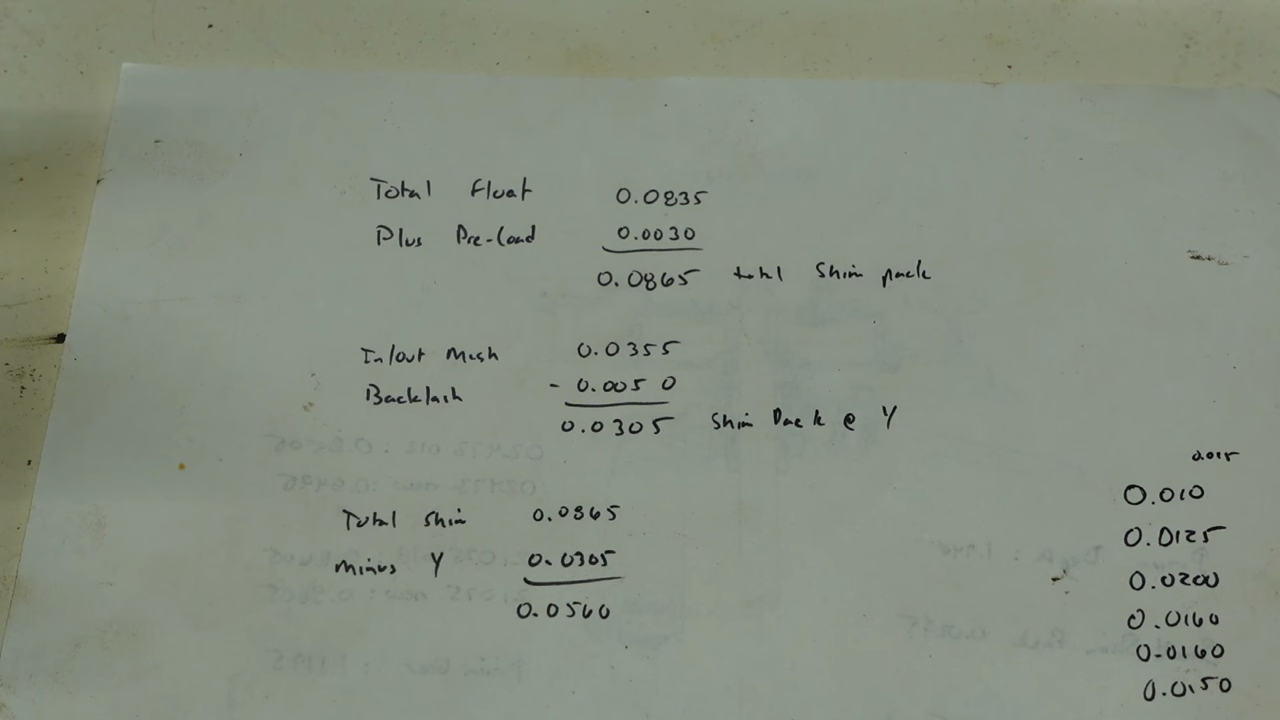 Total Float 0.0835
Plus Pre-load 0.0030
0.0865 total Shim pack
In/out Mesh 0.0355
Backlash - 0.0050
0.0305 Shim Pack @ Y
Total Shim 0.0865
minus Y 0.0305
0.0560
0.015
0.010
0.0125
0.0200
0.0160
0.0160
0.0150